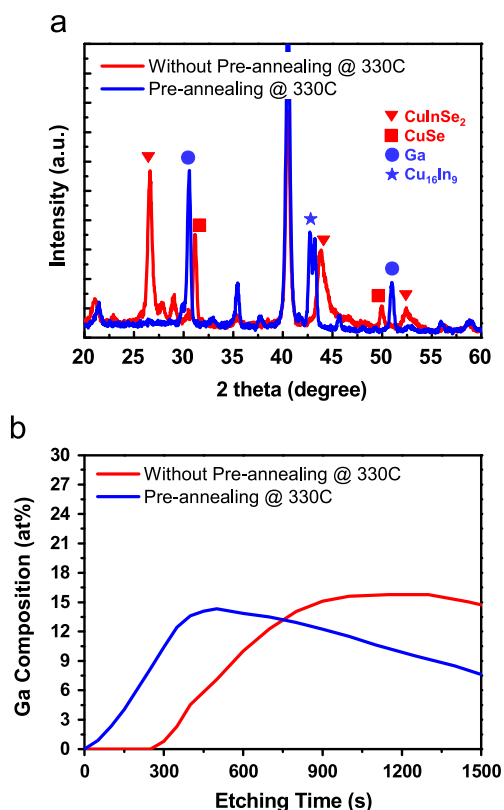 a
Without Pre-annealing @ 330C
Pre-annealing @ 330C
CuInSe₂
CuSe
Ga
Cu₁₆In₉
Intensity (a.u.)
20 25 30 35 40 45 50 55 60
2 theta (degree)
b
30
27
24
21
18
15
12
9
6
3
0
Without Pre-annealing @ 330C
Pre-annealing @ 330C
Ga Composition (at%)
0 300 600 900 1200 1500
Etching Time (s)